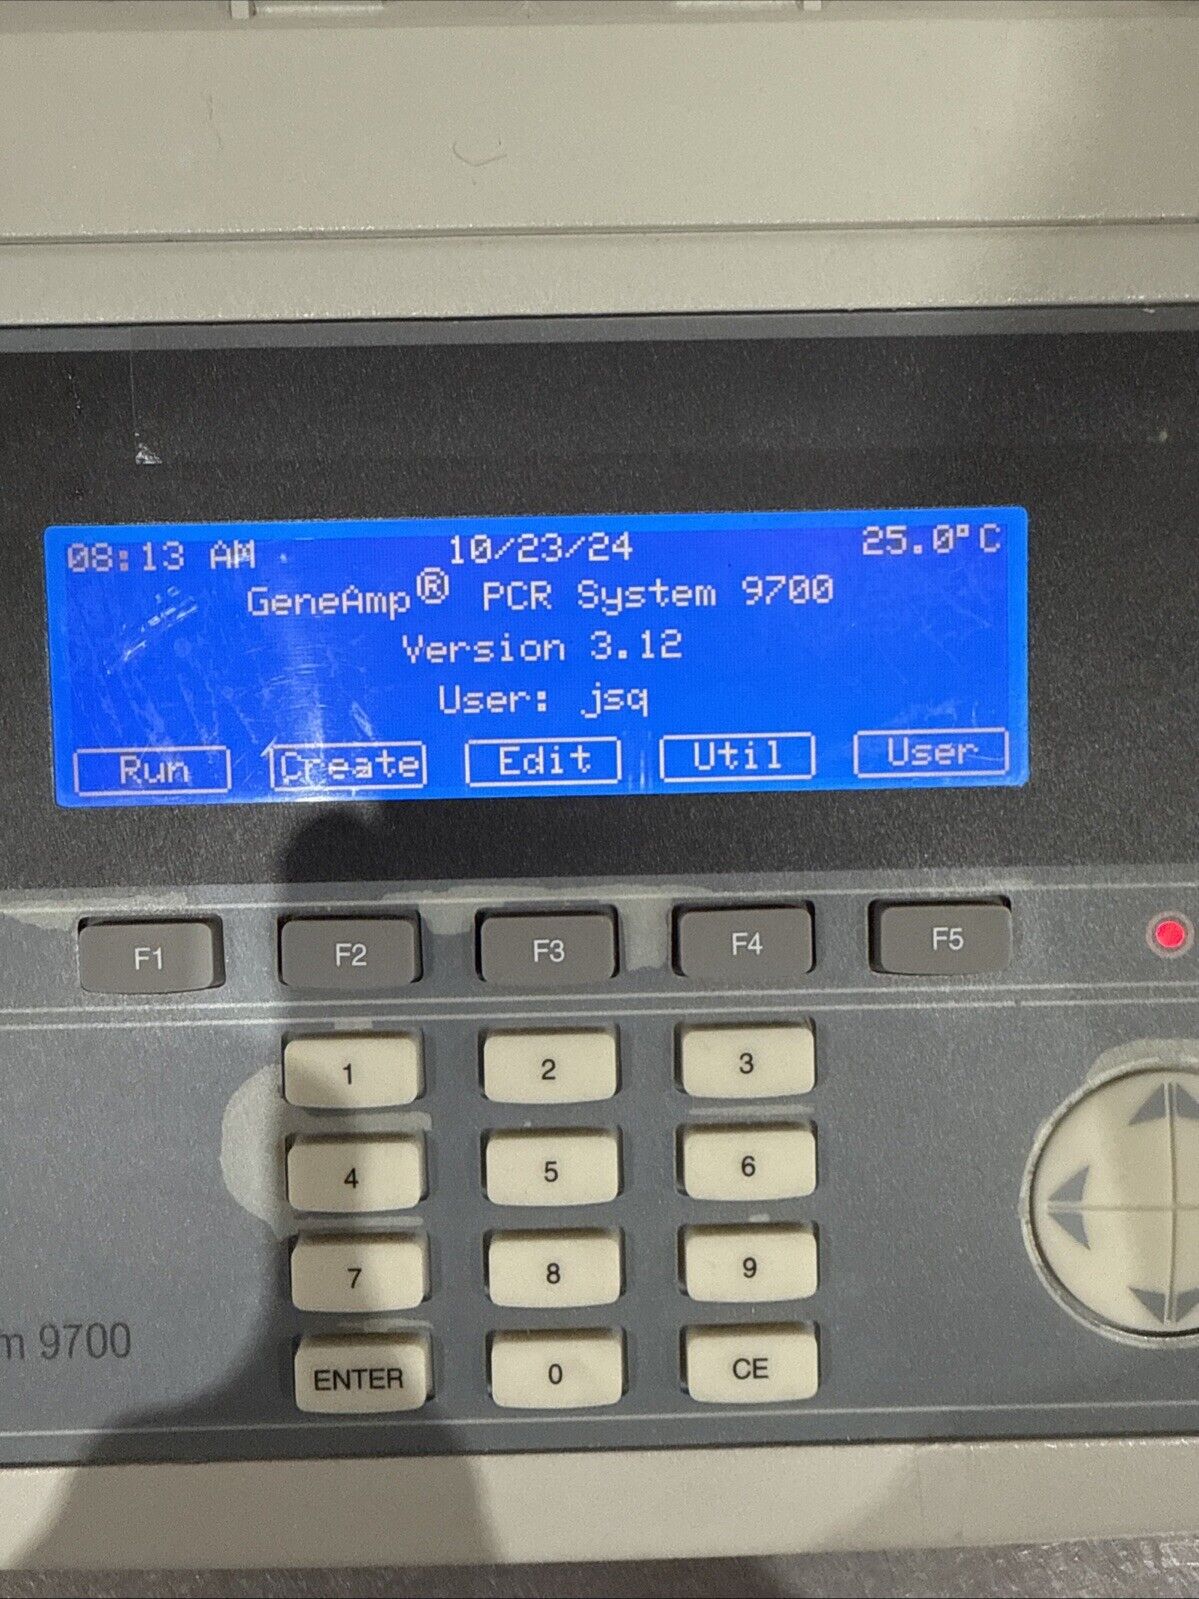 08:13 AM 10/23/24 25.0°C
GeneAmp® PCR System 9700
Version 3.12
User: jsq
Run Create Edit Util User
F1 F2 F3 F4 F5
1 2 3
4 5 6
7 8 9
m 9700
ENTER 0 CE